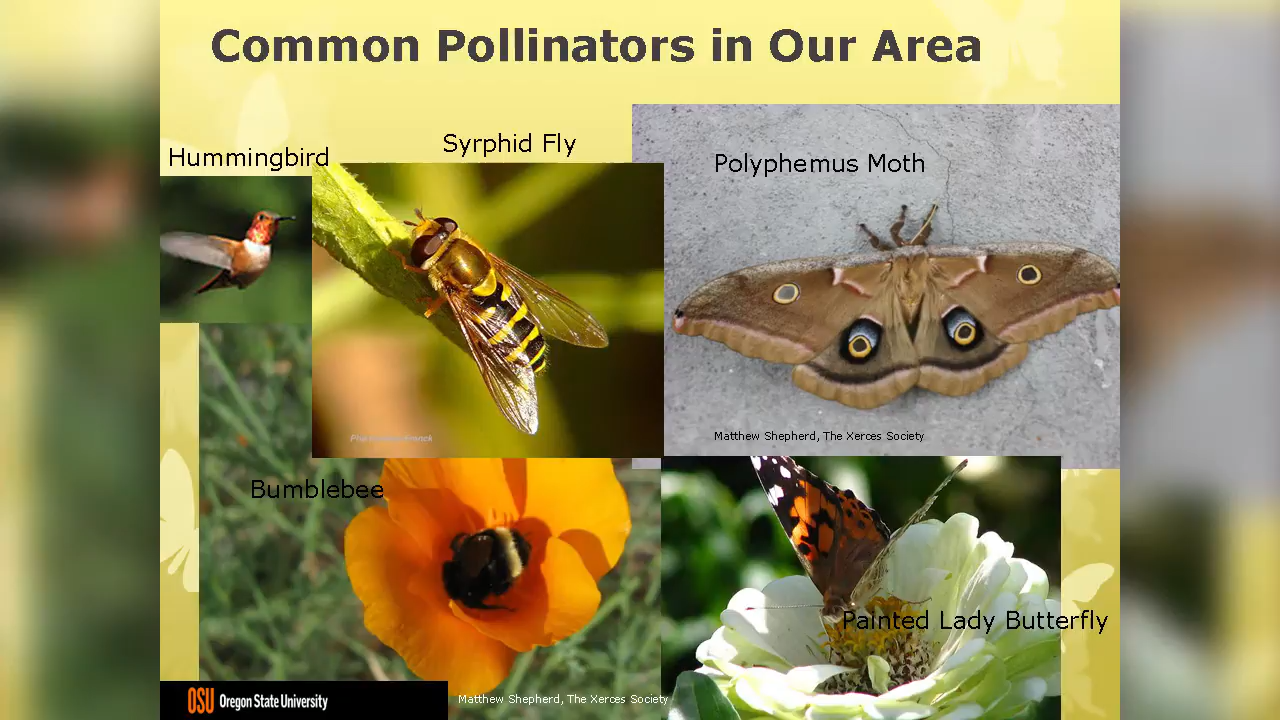 Common Pollinators in Our Area
Hummingbird
Syrphid Fly
Polyphemus Moth
Matthew Shepherd, The Xerces Society
Bumblebee
Painted Lady Butterfly
OSU Oregon State University
Matthew Shepherd, The Xerces Society